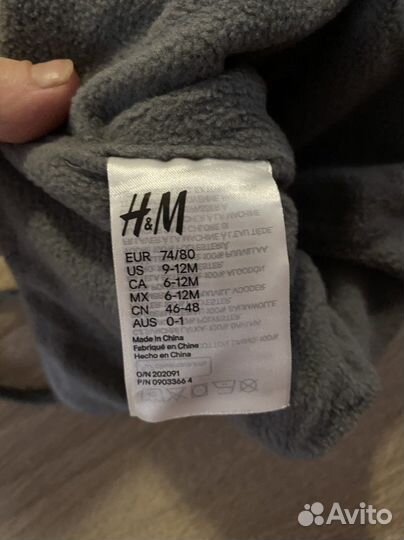 H&M
EUR 74/80
US 9-12M
CA 6-12M
MX 6-12M
CN 46-48
AUS 0-1
Made in China
Fabriqué en Chine
Hecho en China
O/N 202091
P/N 0903366 4
Avito